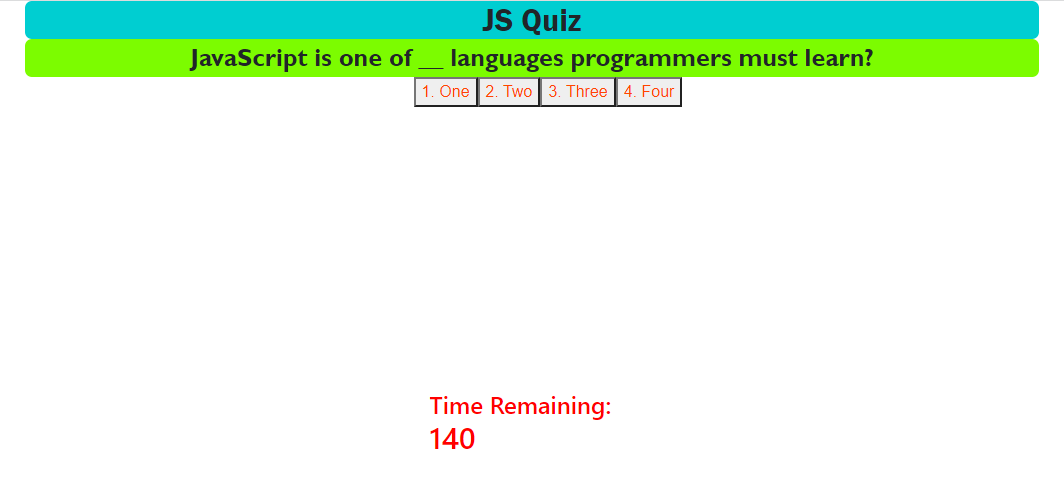 JS Quiz
JavaScript is one of __ languages programmers must learn?
1. One 2. Two 3. Three 4. Four
Time Remaining:
140